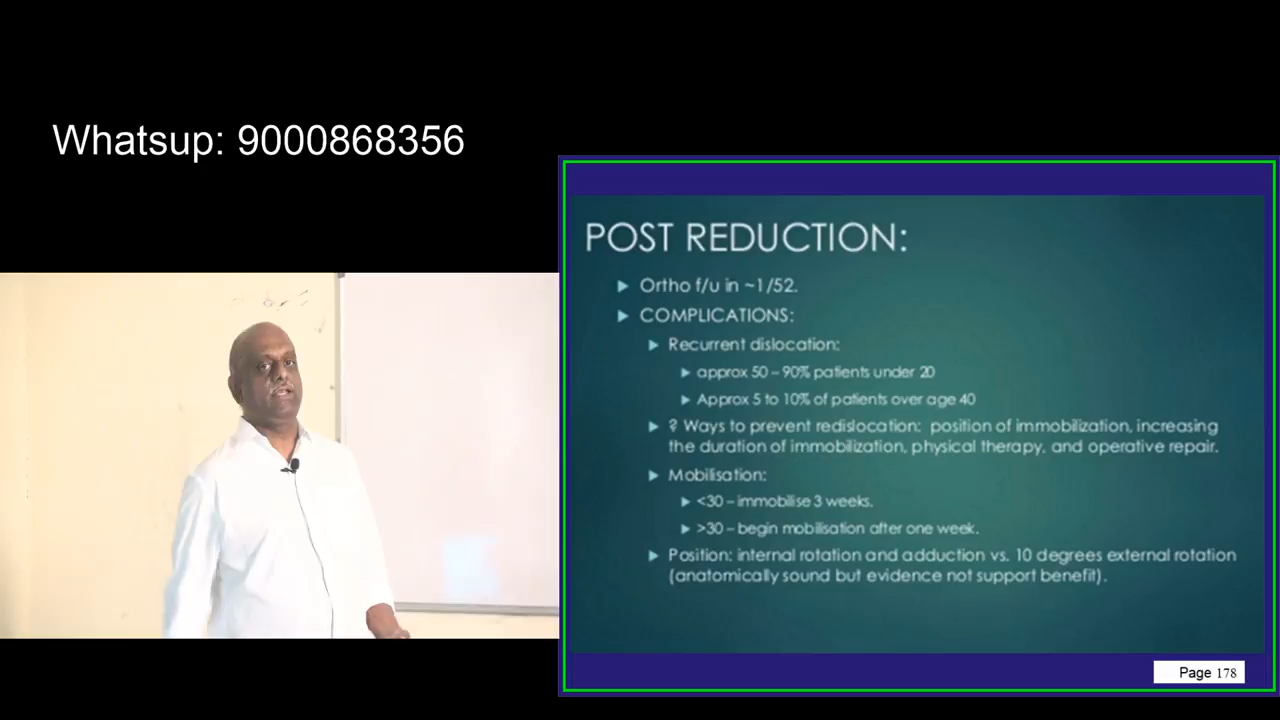 Whatsup: 9000868356
POST REDUCTION:
Ortho f/u in ~1/52.
COMPLICATIONS:
Recurrent dislocation:
approx 50 – 90% patients under 20
Approx 5 to 10% of patients over age 40
? Ways to prevent redislocation: position of immobilization, increasing
the duration of immobilization, physical therapy, and operative repair.
Mobilisation:
<30 – immobilise 3 weeks.
>30 – begin mobilisation after one week.
Position: internal rotation and adduction vs. 10 degrees external rotation
(anatomically sound but evidence not support benefit).
Page 178